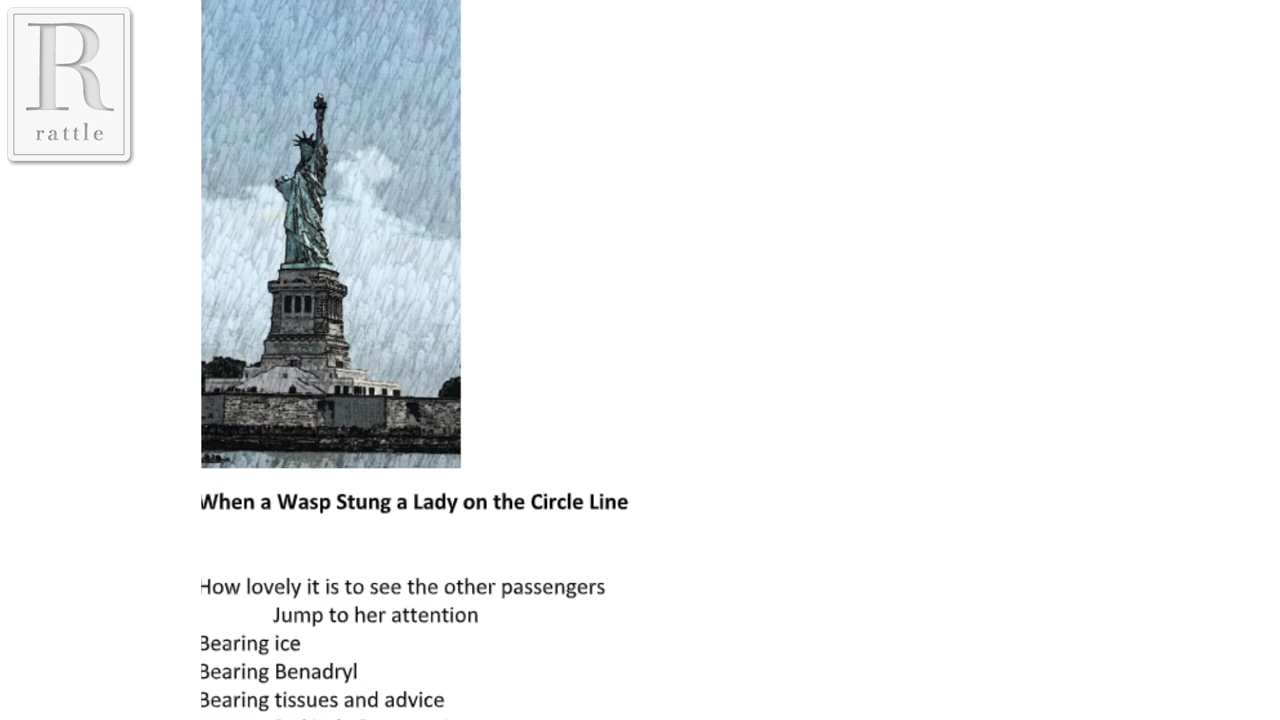 R
rattle
When a Wasp Stung a Lady on the Circle Line
How lovely it is to see the other passengers
Jump to her attention
Bearing ice
Bearing Benadryl
Bearing tissues and advice